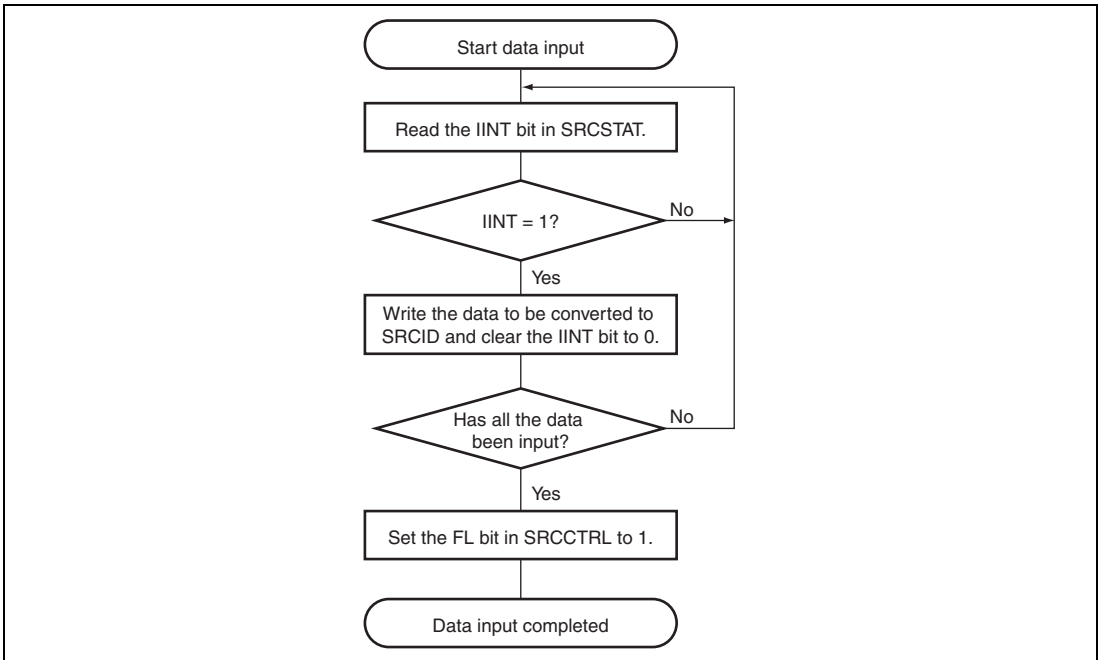 Start data input
Read the IINT bit in SRCSTAT.
IINT = 1?
No
Yes
Write the data to be converted to
SRCID and clear the IINT bit to 0.
Has all the data
been input?
No
Yes
Set the FL bit in SRCCTRL to 1.
Data input completed